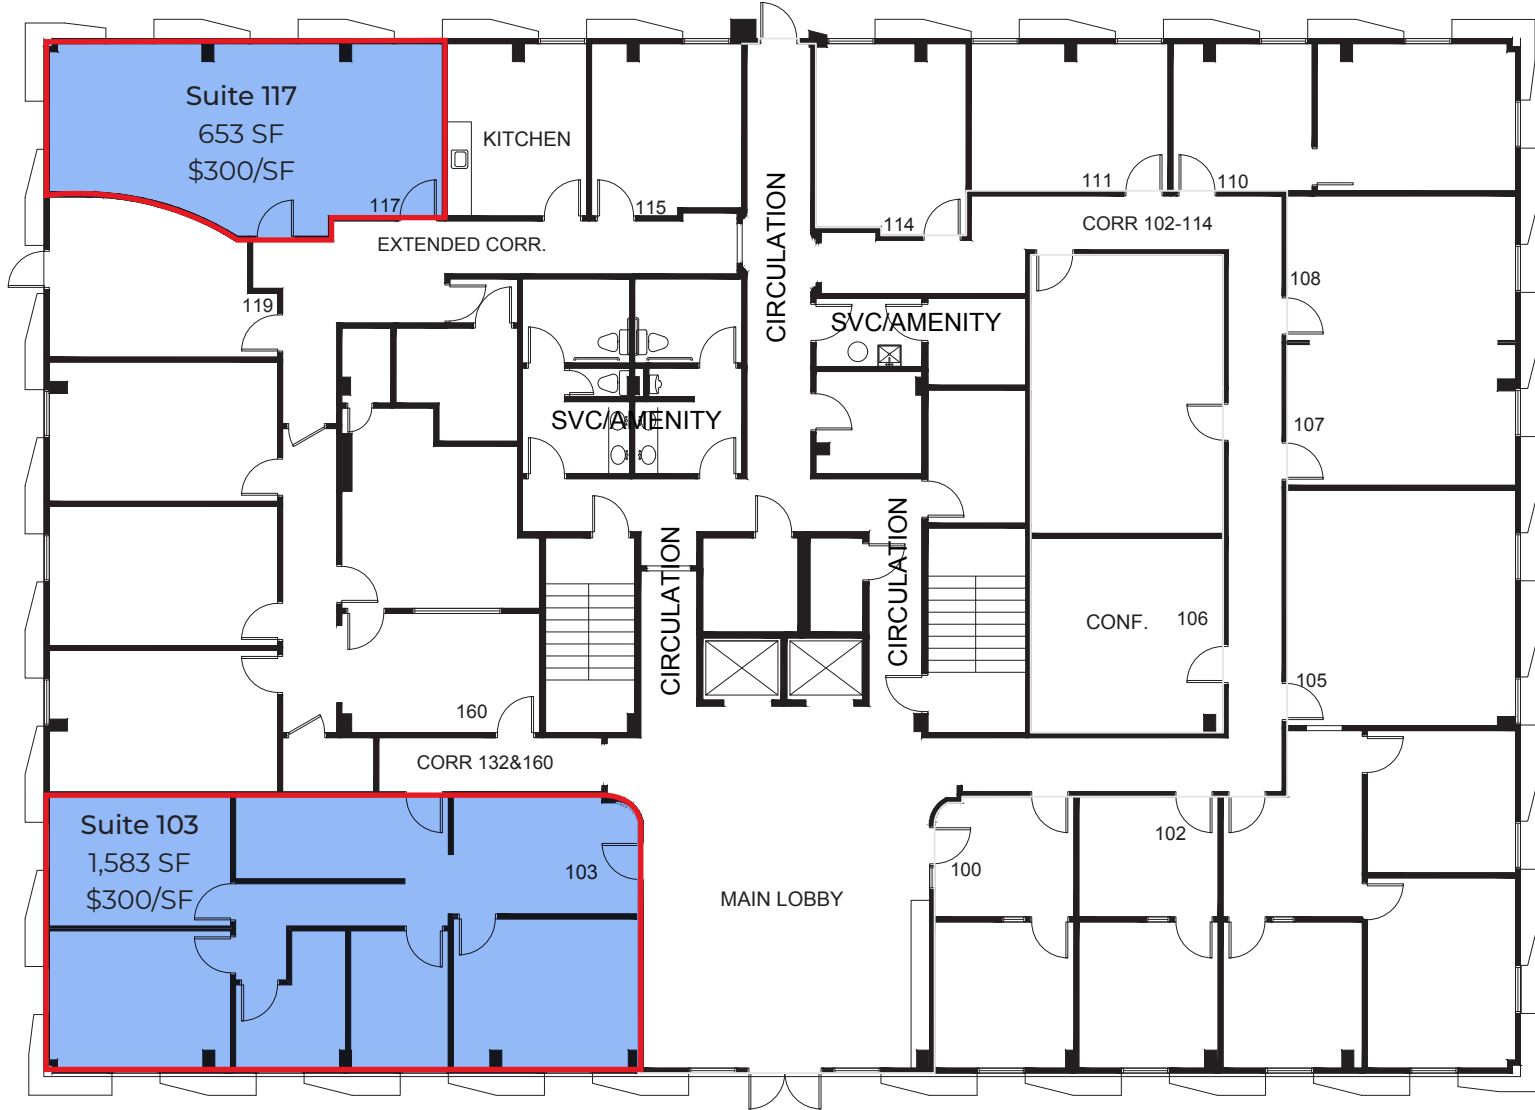 Suite 117
653 SF
$300/SF
KITCHEN
117
115
EXTENDED CORR.
CIRCULATION
114
111
110
CORR 102-114
119
108
SVC/AMENITY
SVC/AMENITY
107
CIRCULATION
CIRCULATION
CONF.
106
105
160
CORR 132&160
Suite 103
1,583 SF
$300/SF
103
MAIN LOBBY
100
102